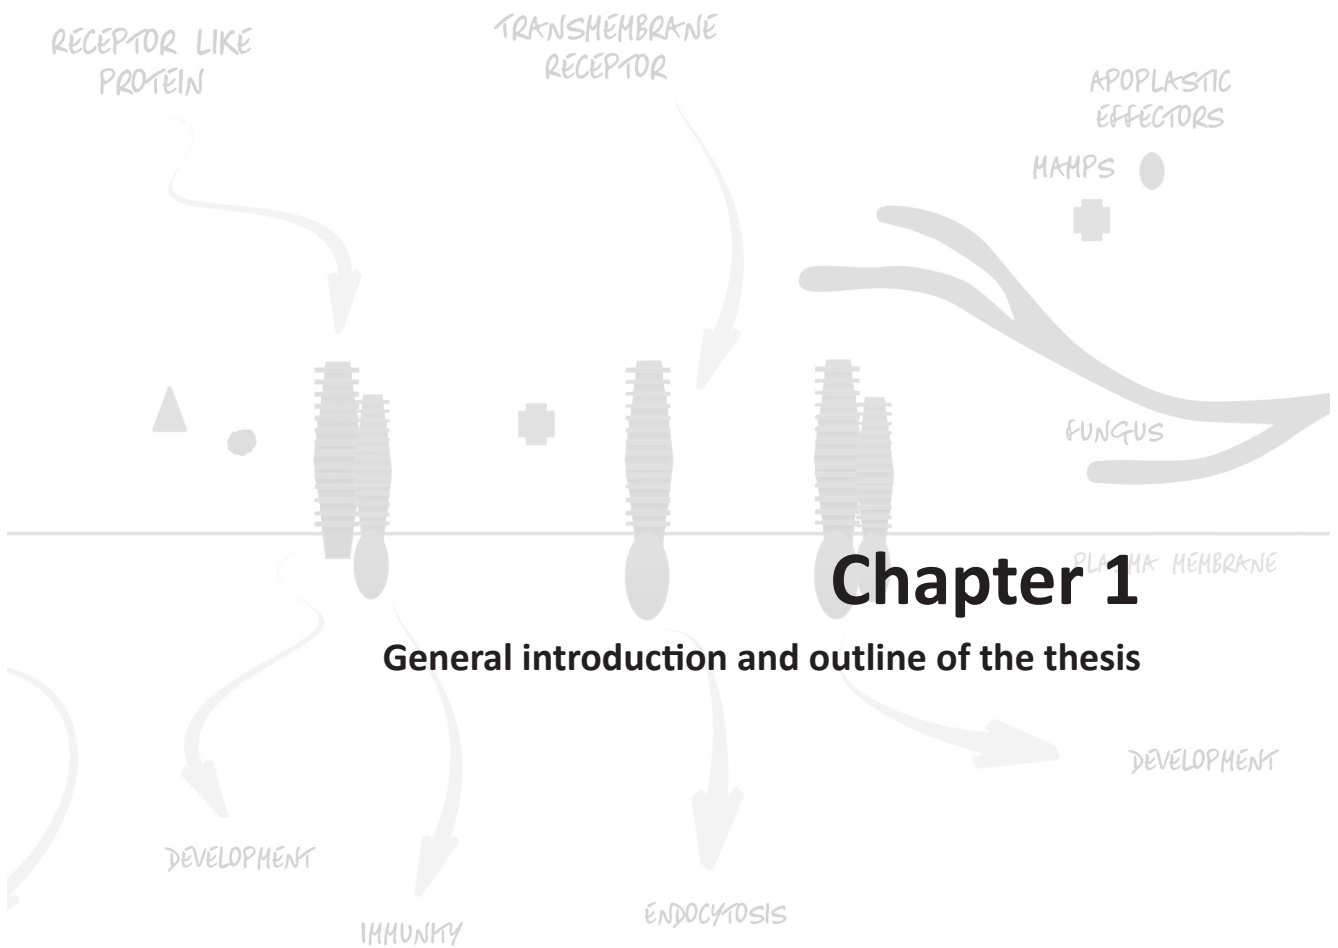 RECEPTOR LIKE
PROTEIN
TRANSMEMBRANE
RECEPTOR
APOPLASTIC
EFFECTORS
MAMPS
FUNGUS
PLASMA MEMBRANE
Chapter 1
General introduction and outline of the thesis
DEVELOPMENT
DEVELOPMENT
IMMUNITY
ENDOCYTOSIS